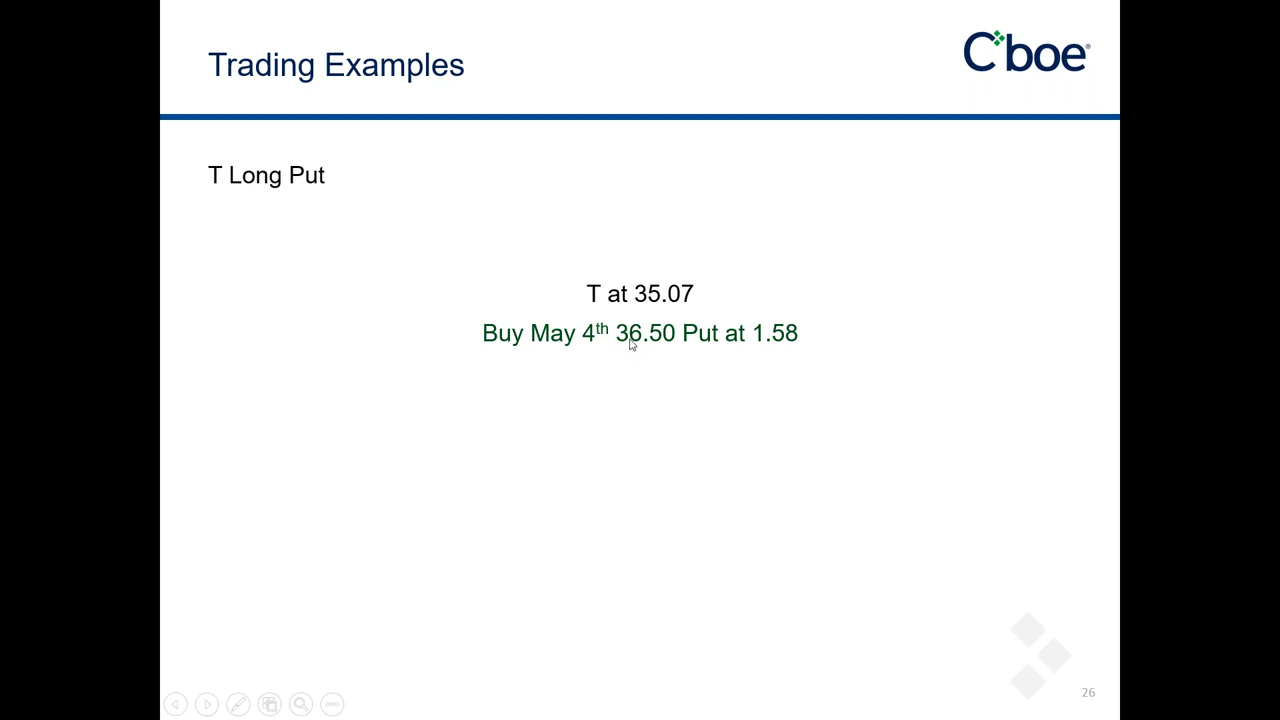 Trading Examples
Cboe®
T Long Put
T at 35.07
Buy May 4th 36.50 Put at 1.58
26